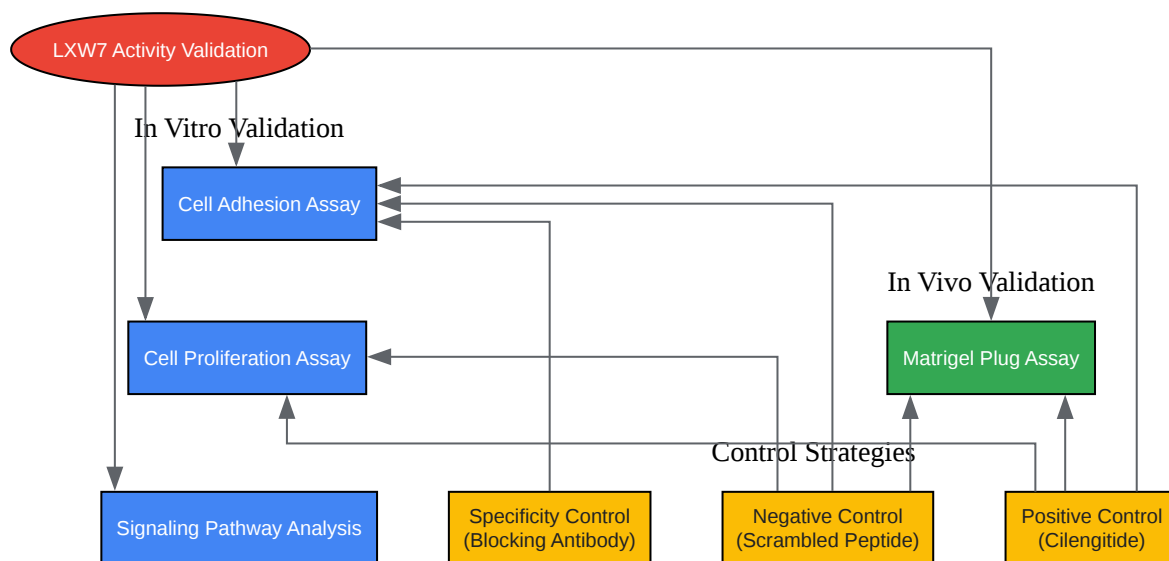 LXW7 Activity Validation
In Vitro Validation
Cell Adhesion Assay
In Vivo Validation
Cell Proliferation Assay
Matrigel Plug Assay
Control Strategies
Signaling Pathway Analysis
Specificity Control
(Blocking Antibody)
Negative Control
(Scrambled Peptide)
Positive Control
(Cilengitide)